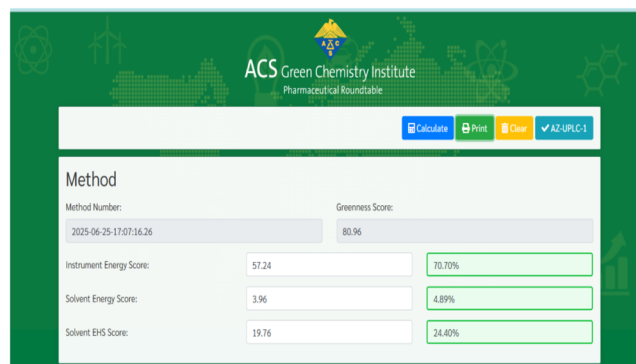 A C G
S
ACS Green Chemistry Institute
Pharmaceutical Roundtable
Calculate Print Clear AZ-UPLC-1
Method
Method Number: Greenness Score:
2025-06-25-17:07:16.26 80.96
Instrument Energy Score: 57.24 70.70%
Solvent Energy Score: 3.96 4.89%
Solvent EHS Score: 19.76 24.40%